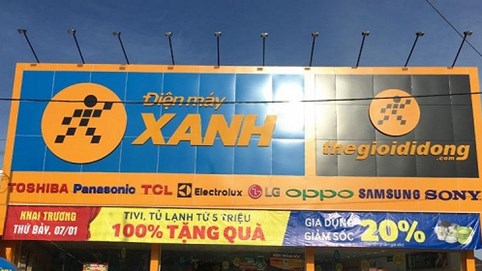 Điện máy
XANH
thegioididong
.com
TOSHIBA Panasonic TCL Electrolux LG oppo SAMSUNG SONY
KHAI TRƯƠNG
THỨ BẢY, 07/01
TIVI, TỦ LẠNH TỪ 5 TRIỆU
100% TẶNG QUÀ
GIA DỤNG
GIẢM SỐC
20%